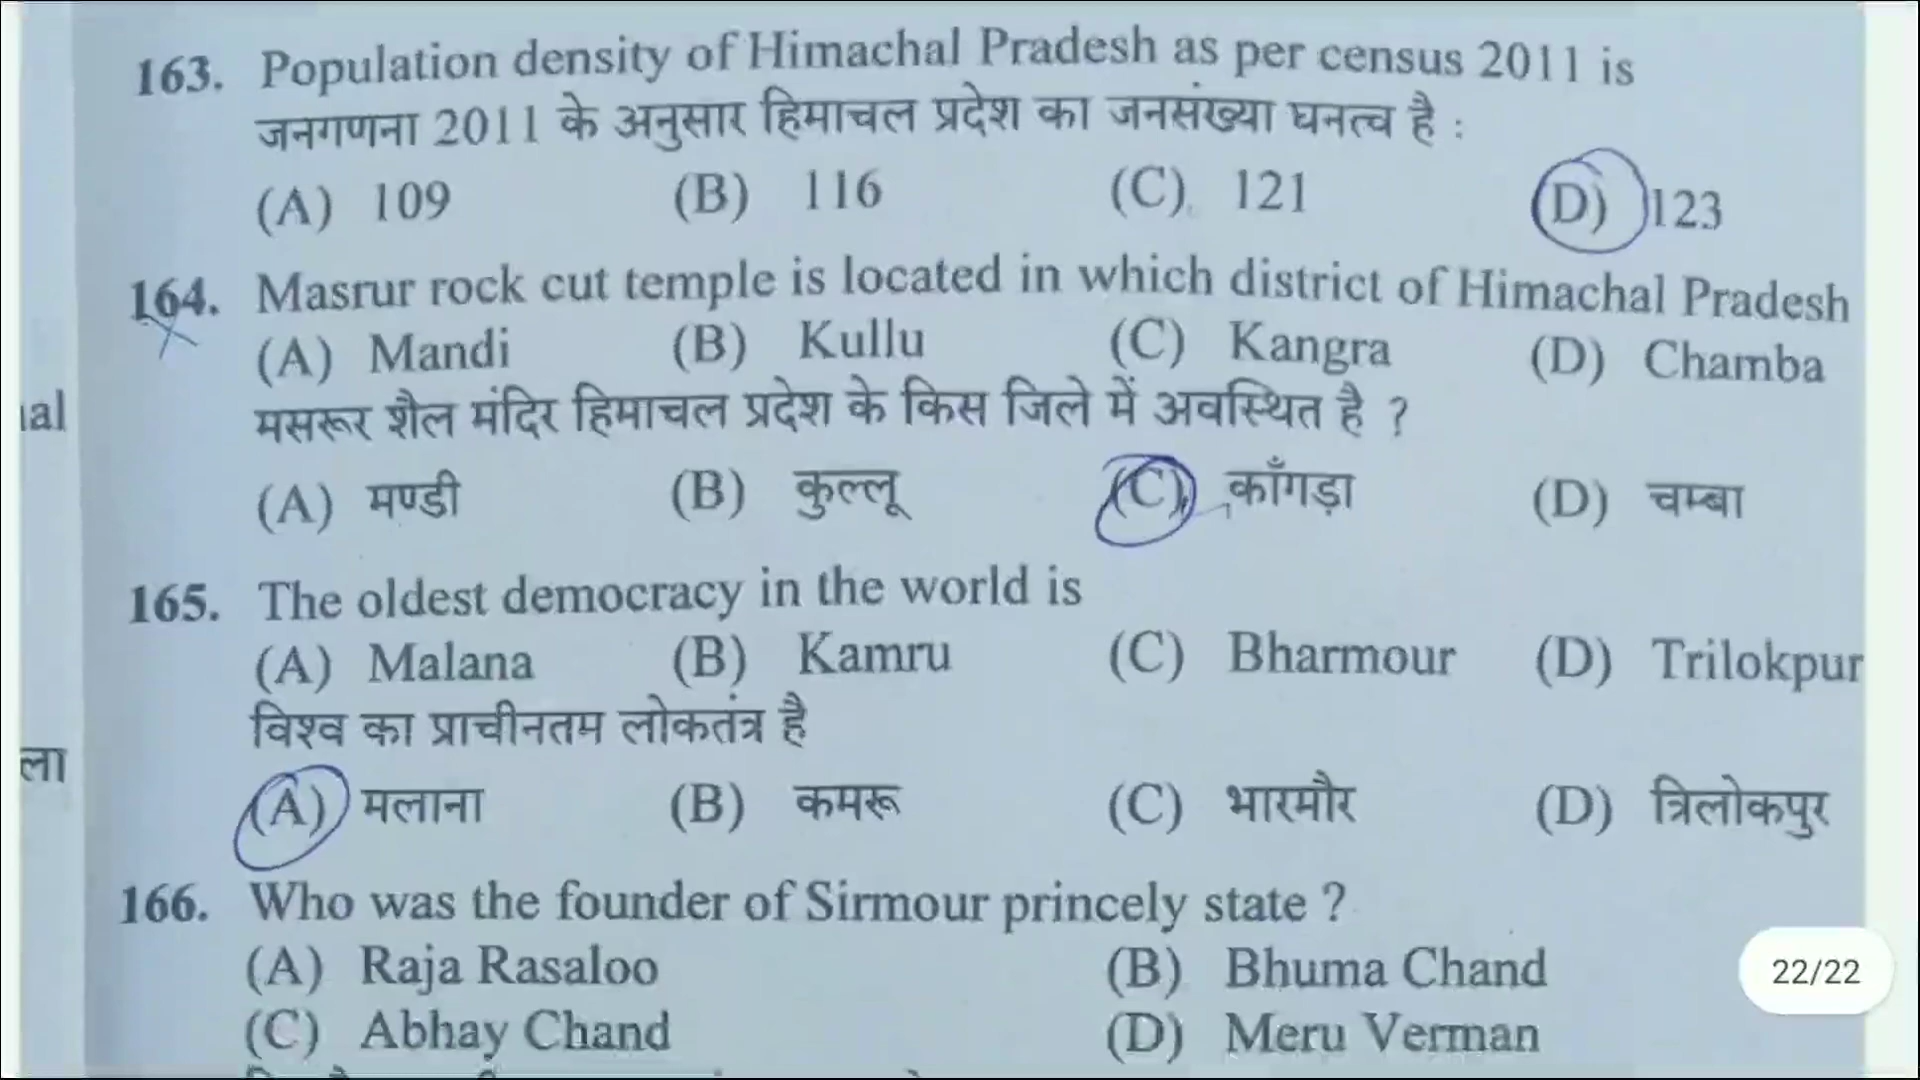 163. Population density of Himachal Pradesh as per census 2011 is
जनगणना 2011 के अनुसार हिमाचल प्रदेश का जनसंख्या घनत्व है :
(A) 109 (B) 116 (C) 121 (D) 123
164. Masrur rock cut temple is located in which district of Himachal Pradesh
(A) Mandi (B) Kullu (C) Kangra (D) Chamba
मसरूर शैल मंदिर हिमाचल प्रदेश के किस जिले में अवस्थित है ?
(A) मण्डी (B) कुल्लू (C) काँगड़ा (D) चम्बा
165. The oldest democracy in the world is
(A) Malana (B) Kamru (C) Bharmour (D) Trilokpur
विश्व का प्राचीनतम लोकतंत्र है
(A) मलाना (B) कमरू (C) भारमौर (D) त्रिलोकपुर
166. Who was the founder of Sirmour princely state ?
(A) Raja Rasaloo (B) Bhuma Chand
(C) Abhay Chand (D) Meru Verman
22/22